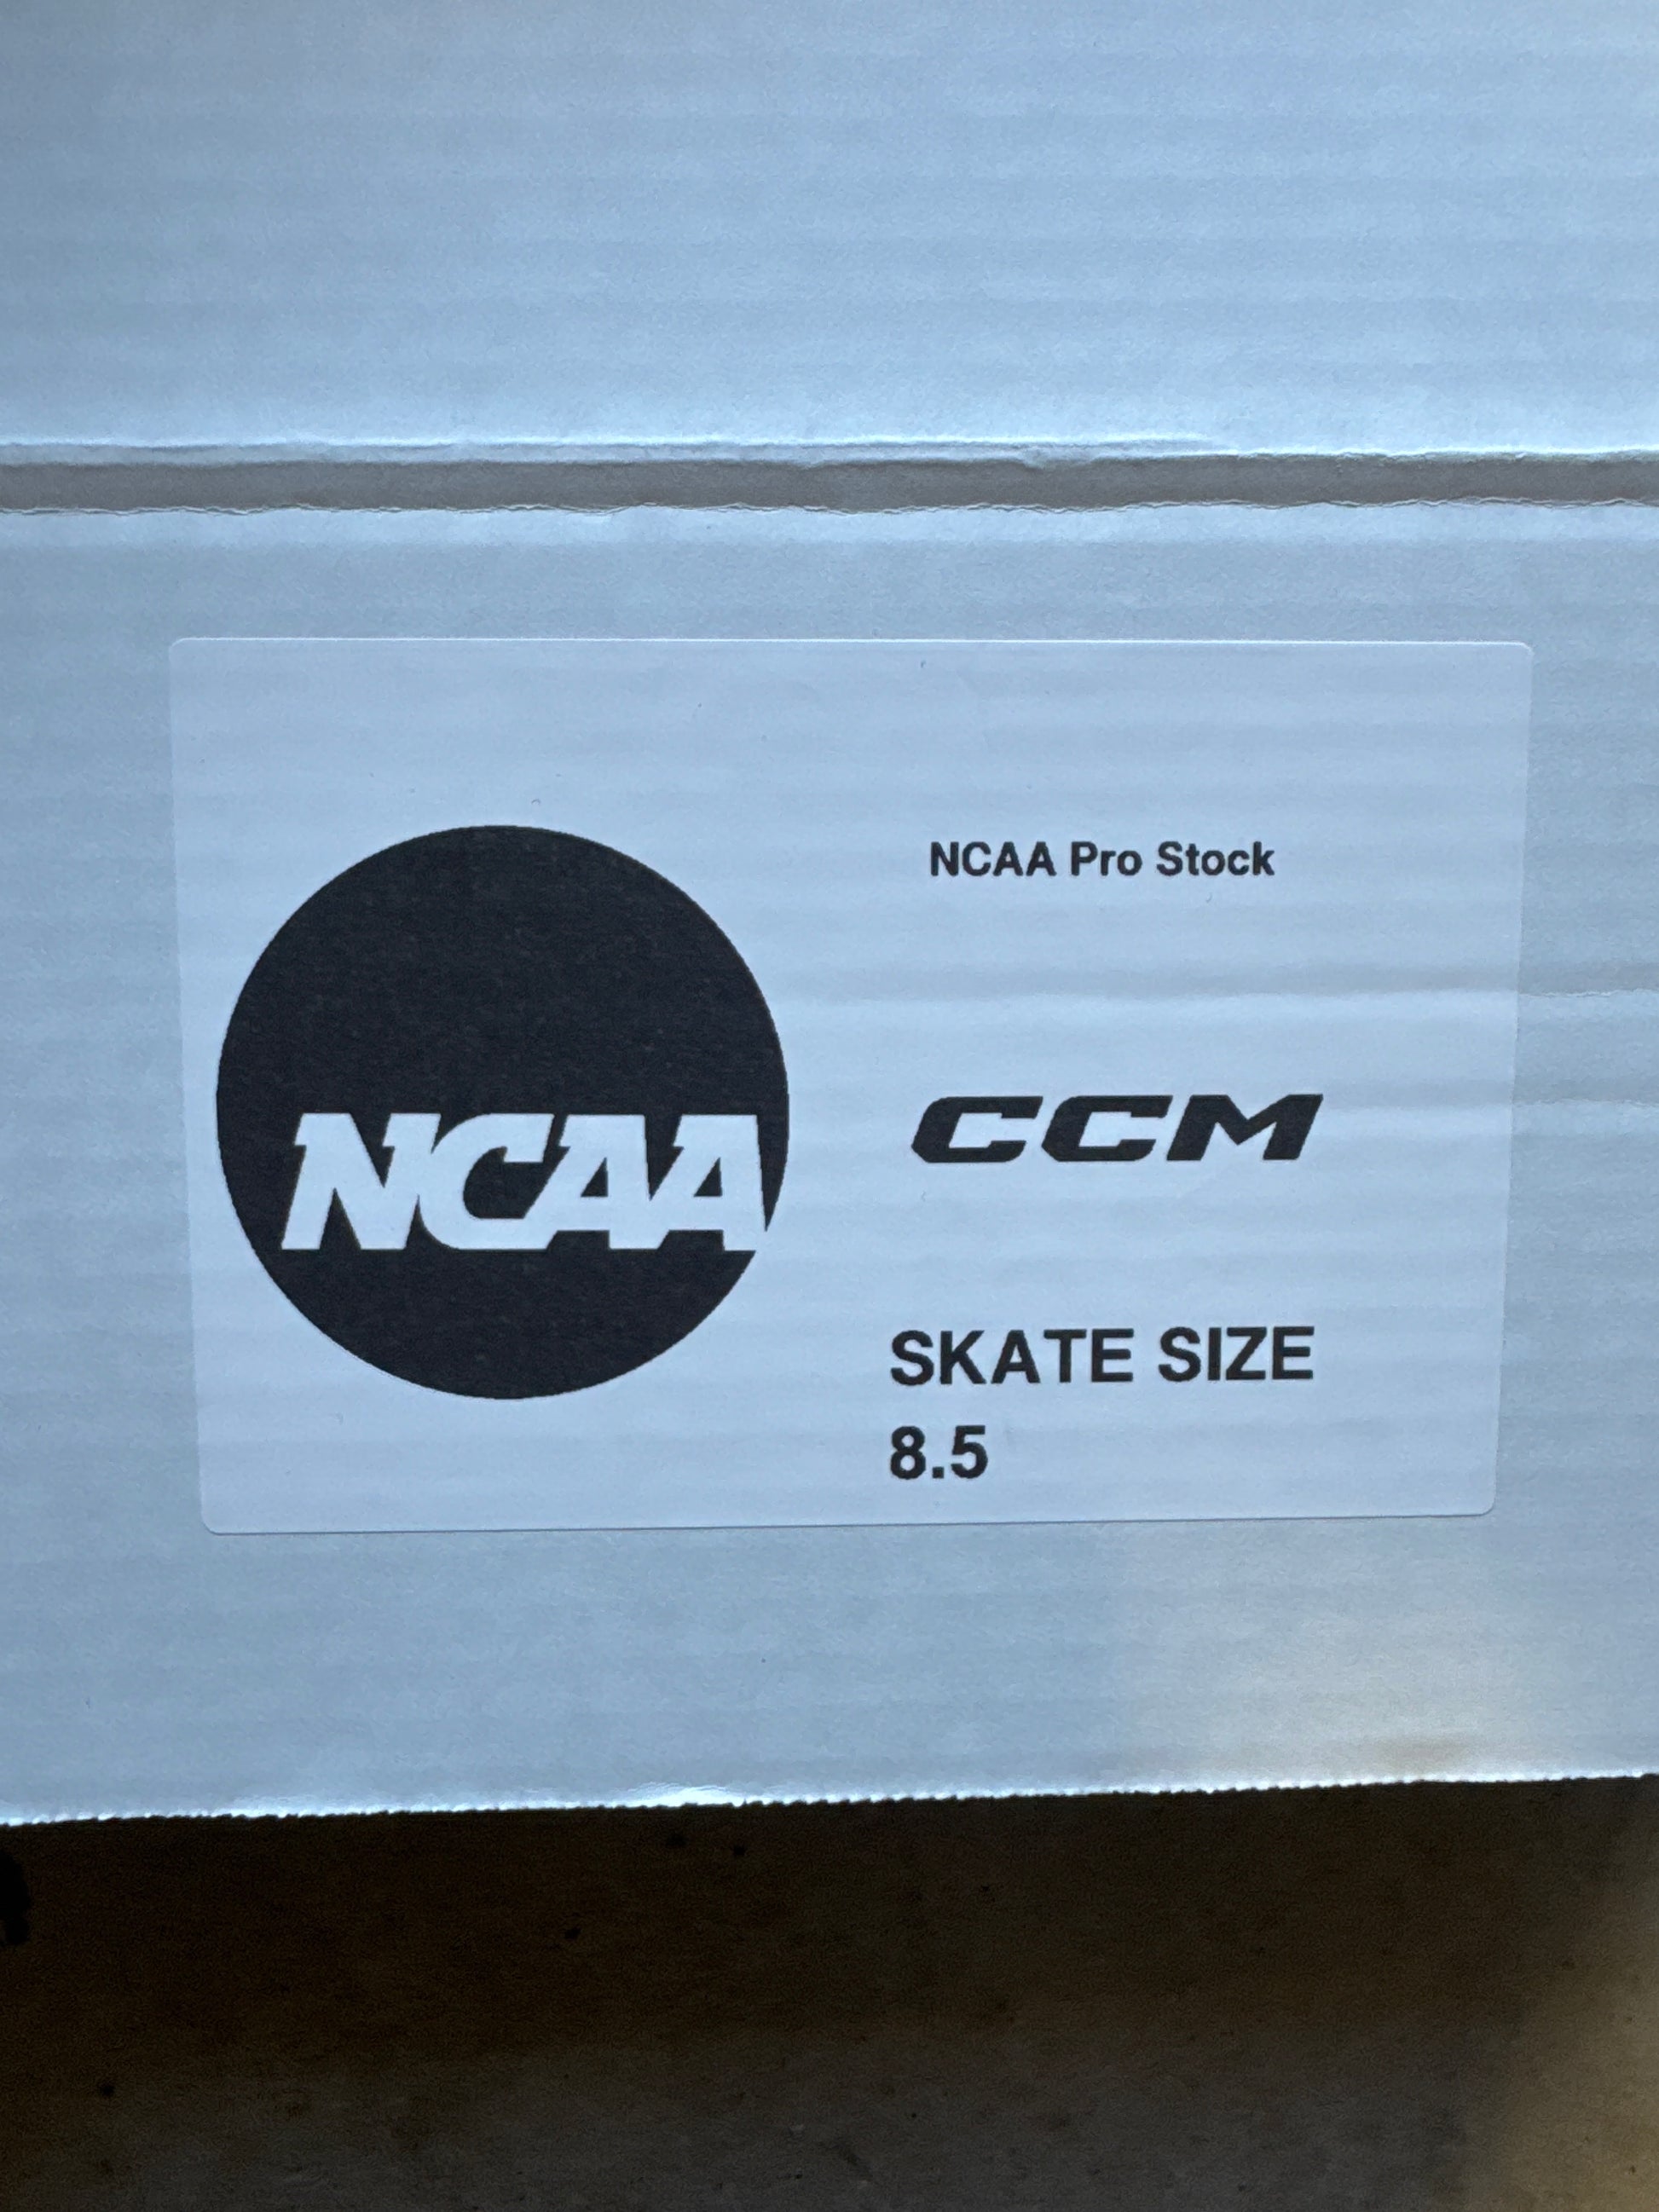 NCAA
NCAA Pro Stock
CCM
SKATE SIZE
8.5